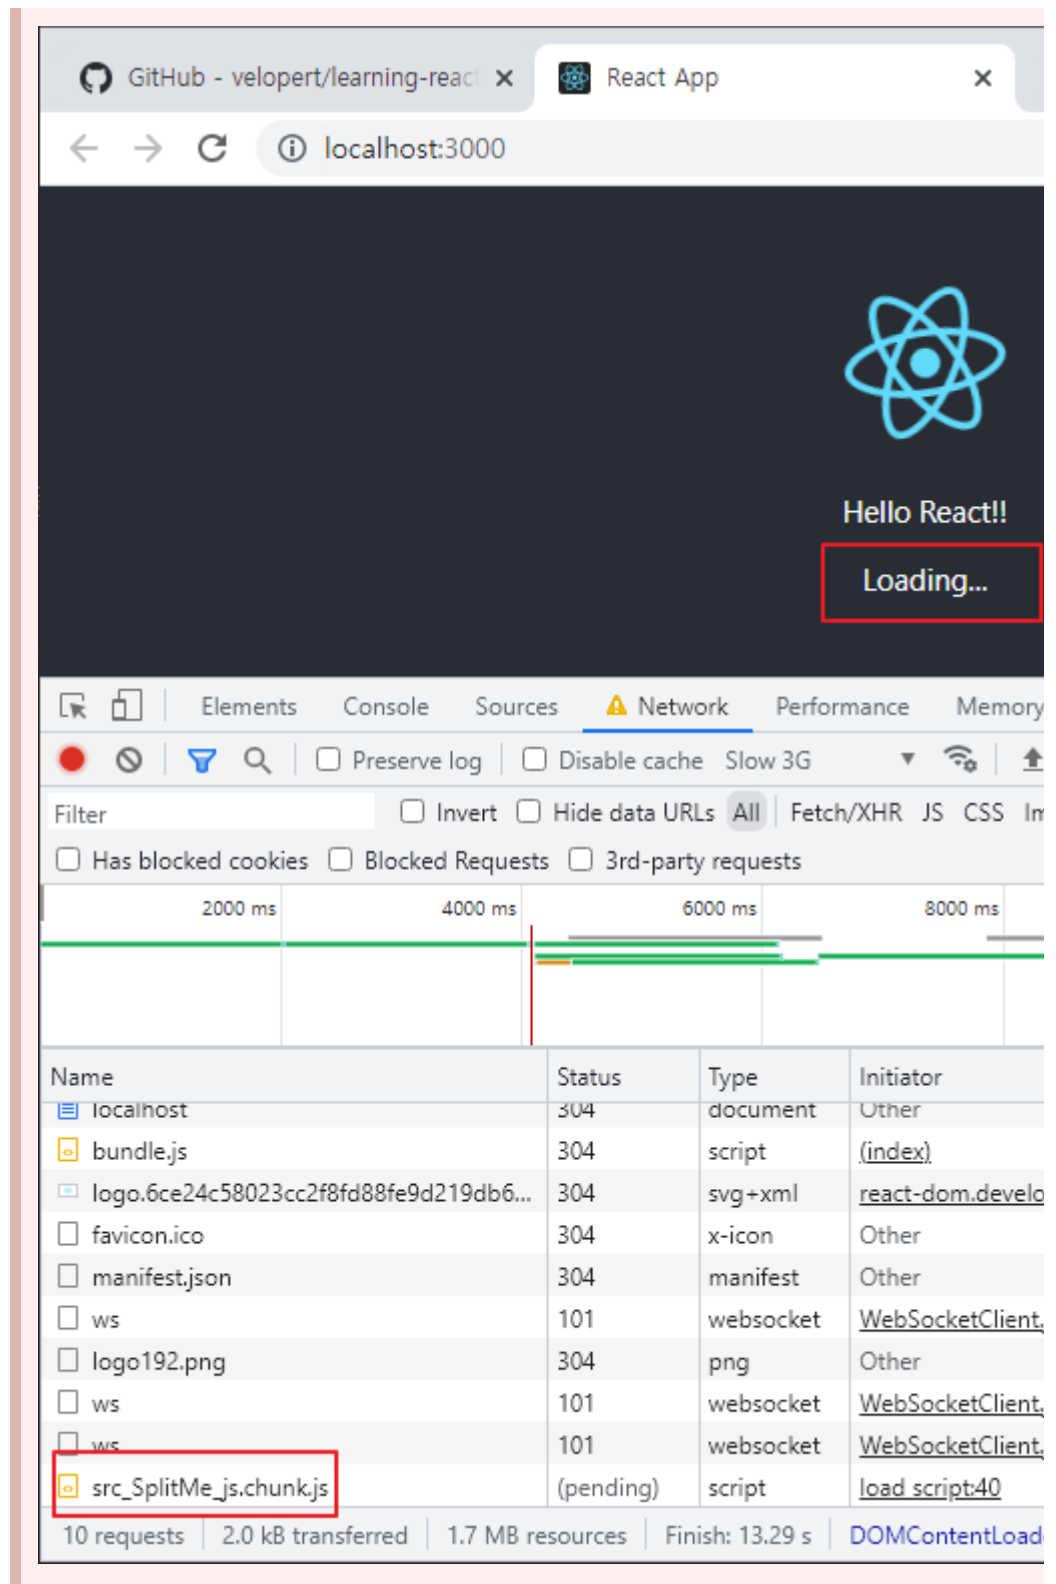 GitHub - velopert/learning-react
React App
localhost:3000
Hello React!!
Loading...
Elements Console Sources Network Performance Memory
Preserve log Disable cache Slow 3G
Filter Invert Hide data URLs All Fetch/XHR JS CSS Im
Has blocked cookies Blocked Requests 3rd-party requests
2000 ms 4000 ms 6000 ms 8000 ms
Name Status Type Initiator
localhost 304 document Other
bundle.js 304 script (index)
logo.6ce24c58023cc2f8fd88fe9d219db6... 304 svg+xml react-dom.develo
favicon.ico 304 x-icon Other
manifest.json 304 manifest Other
ws 101 websocket WebSocketClient.
logo192.png 304 png Other
ws 101 websocket WebSocketClient.
ws 101 websocket WebSocketClient.
src_SplitMe_js.chunk.js (pending) script load script:40
10 requests 2.0 kB transferred 1.7 MB resources Finish: 13.29 s DOMContentLoad